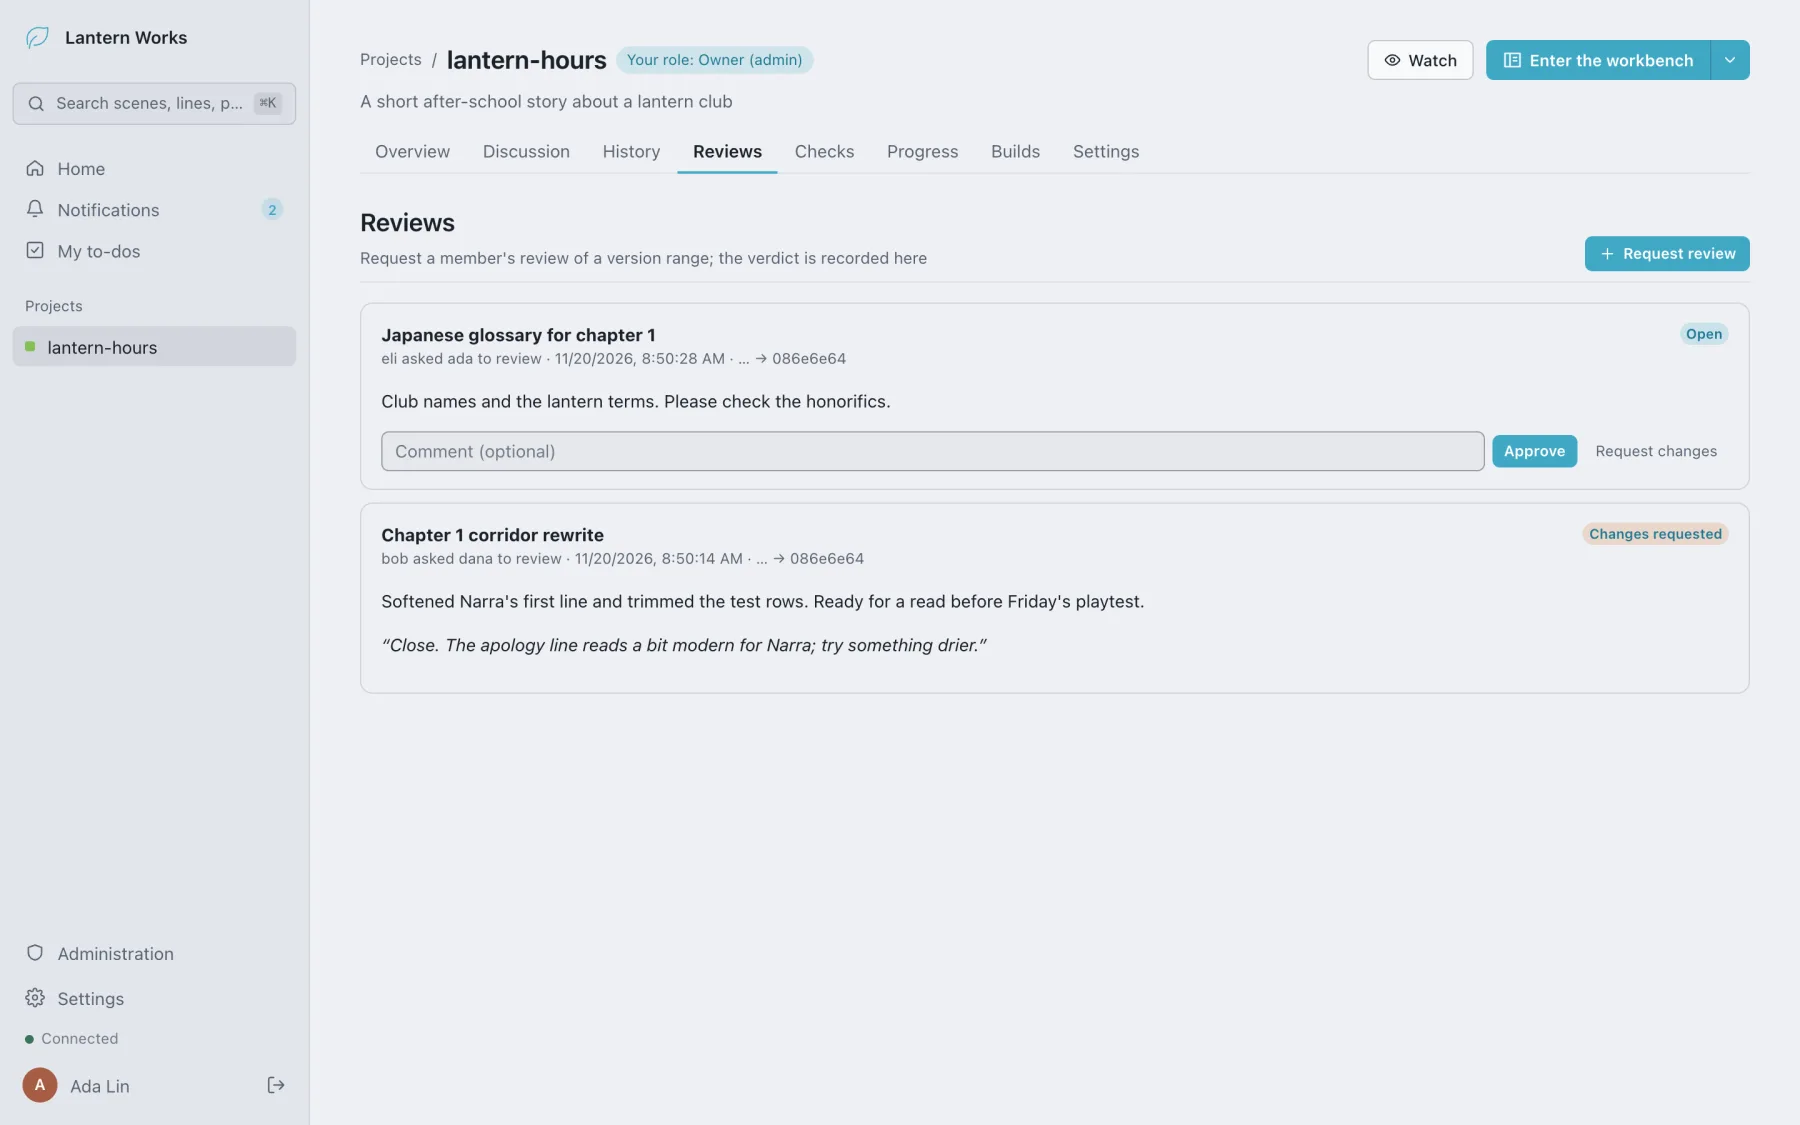 Lantern Works
Search scenes, lines, p... ⌘K
Home
Notifications 2
My to-dos
Projects
lantern-hours
Administration
Settings
Connected
A Ada Lin
Projects / lantern-hours Your role: Owner (admin)
Watch
Enter the workbench
A short after-school story about a lantern club
Overview Discussion History Reviews Checks Progress Builds Settings
Reviews
Request a member's review of a version range; the verdict is recorded here
+ Request review
Japanese glossary for chapter 1
Open
eli asked ada to review · 11/20/2026, 8:50:28 AM · … → 086e6e64
Club names and the lantern terms. Please check the honorifics.
Comment (optional)
Approve
Request changes
Chapter 1 corridor rewrite
Changes requested
bob asked dana to review · 11/20/2026, 8:50:14 AM · … → 086e6e64
Softened Narra's first line and trimmed the test rows. Ready for a read before Friday's playtest.
“Close. The apology line reads a bit modern for Narra; try something drier.”